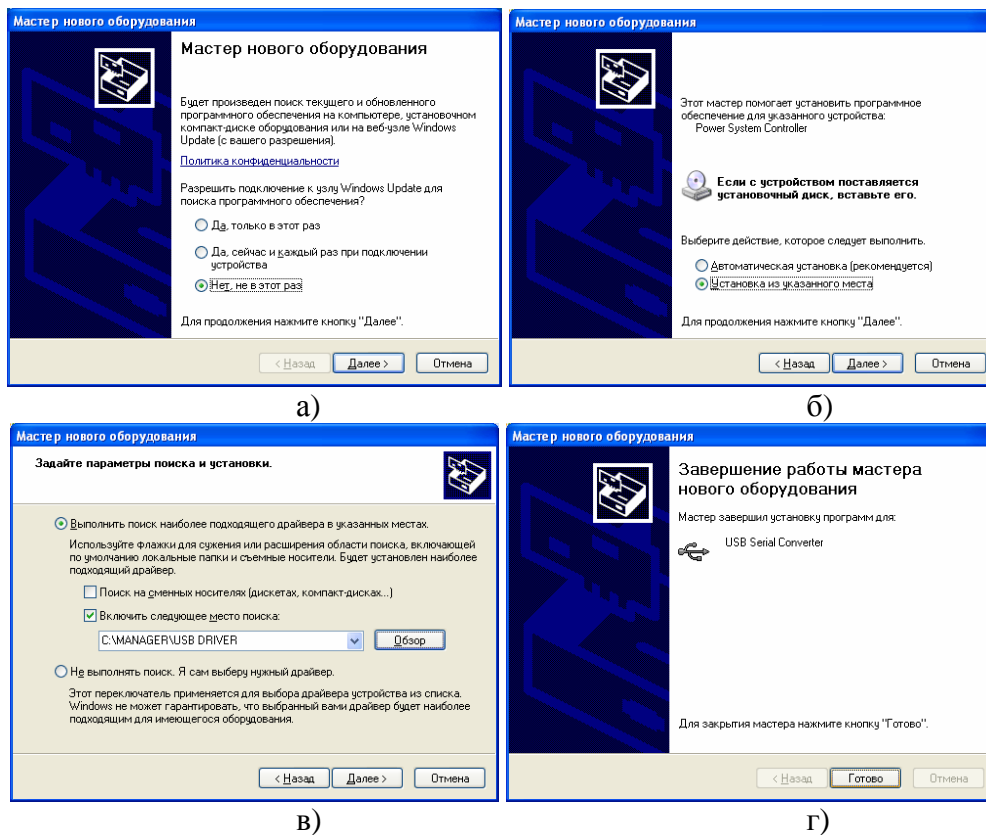 Мастер нового оборудования
Мастер нового оборудования
Будет произведен поиск текущего и обновленного
программного обеспечения на компьютере, установочном
компакт-диске оборудования или на веб-узле Windows
Update (с вашего разрешения).
Политика конфиденциальности
Разрешить подключение к узлу Windows Update для
поиска программного обеспечения?
Да, только в этот раз
Да, сейчас и каждый раз при подключении
устройства
Нет, не в этот раз
Для продолжения нажмите кнопку "Далее".
< Назад
Далее >
Отмена
а)
Мастер нового оборудования
Этот мастер помогает установить программное
обеспечение для указанного устройства:
Power System Controller
Если с устройством поставляется
установочный диск, вставьте его.
Выберите действие, которое следует выполнить.
Автоматическая установка (рекомендуется)
Установка из указанного места
Для продолжения нажмите кнопку "Далее".
< Назад
Далее >
Отмена
б)
Мастер нового оборудования
Задайте параметры поиска и установки.
Выполнить поиск наиболее подходящего драйвера в указанных местах.
Используйте флажки для сужения или расширения области поиска, включающей
по умолчанию локальные папки и съемные носители. Будет установлен наиболее
подходящий драйвер.
Поиск на сменных носителях (дискетах, компакт-дисках...)
Включить следующее место поиска:
C:\MANAGER\USB DRIVER
Обзор
Не выполнять поиск. Я сам выберу нужный драйвер.
Этот переключатель применяется для выбора драйвера устройства из списка.
Windows не может гарантировать, что выбранный вами драйвер будет наиболее
подходящим для имеющегося оборудования.
< Назад
Далее >
Отмена
в)
Мастер нового оборудования
Завершение работы мастера
нового оборудования
Мастер завершил установку программ для:
USB Serial Converter
Для закрытия мастера нажмите кнопку "Готово".
< Назад
Готово
Отмена
г)